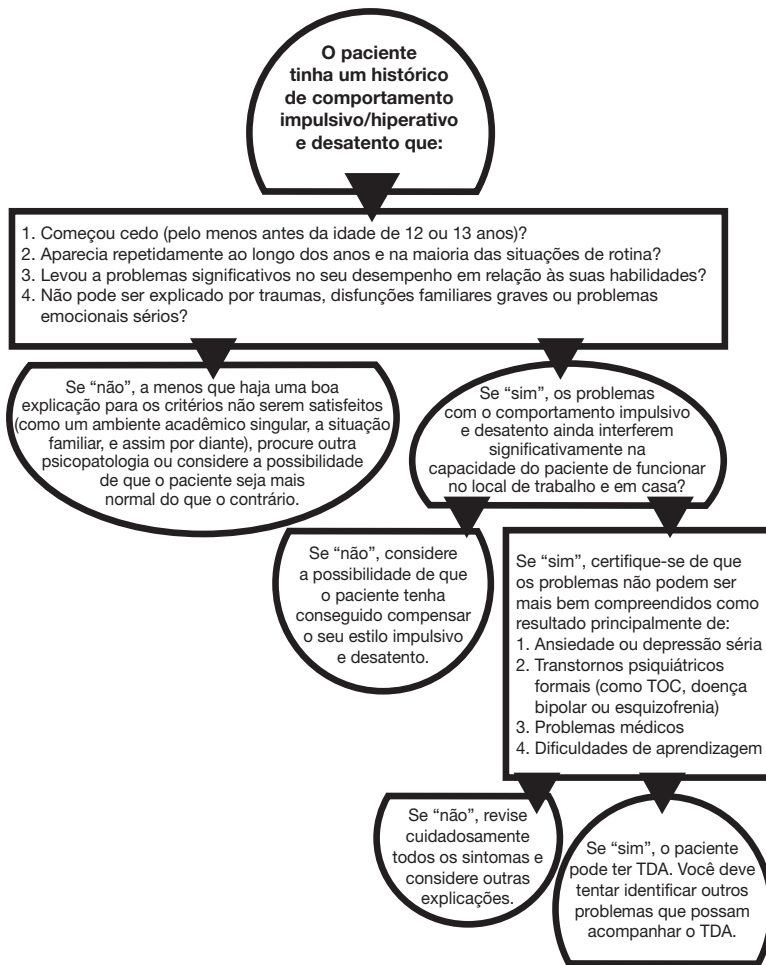 O paciente
tinha um histórico
de comportamento
impulsivo/hiperativo
e desatento que:
1. Começou cedo (pelo menos antes da idade de 12 ou 13 anos)?
2. Aparecia repetidamente ao longo dos anos e na maioria das situações de rotina?
3. Levou a problemas significativos no seu desempenho em relação às suas habilidades?
4. Não pode ser explicado por traumas, disfunções familiares graves ou problemas
emocionais sérios?
Se “não”, a menos que haja uma boa
explicação para os critérios não serem satisfeitos
(como um ambiente acadêmico singular, a situação
familiar, e assim por diante), procure outra
psicopatologia ou considere a possibilidade
de que o paciente seja mais
normal do que o contrário.
Se “sim”, os problemas
com o comportamento impulsivo
e desatento ainda interferem
significativamente na
capacidade do paciente de funcionar
no local de trabalho e em casa?
Se “não”, considere
a possibilidade de que
o paciente tenha
conseguido compensar
o seu estilo impulsivo
e desatento.
Se “sim”, certifique-se de que
os problemas não podem ser
mais bem compreendidos como
resultado principalmente de:
1. Ansiedade ou depressão séria
2. Transtornos psiquiátricos
formais (como TOC, doença
bipolar ou esquizofrenia)
3. Problemas médicos
4. Dificuldades de aprendizagem
Se “não”, revise
cuidadosamente
todos os sintomas e
considere outras
explicações.
Se “sim”, o paciente
pode ter TDA. Você deve
tentar identificar outros
problemas que possam
acompanhar o TDA.